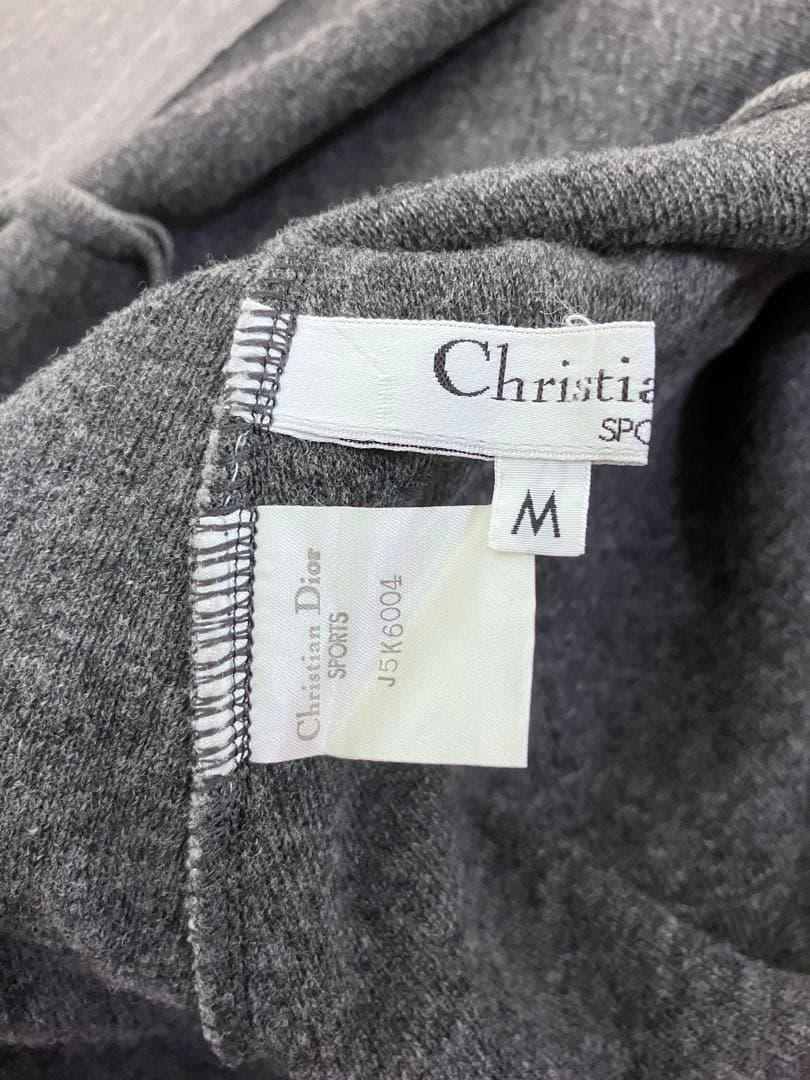 Christia
SPO
M
Christian Dior
SPORTS
J5K6004